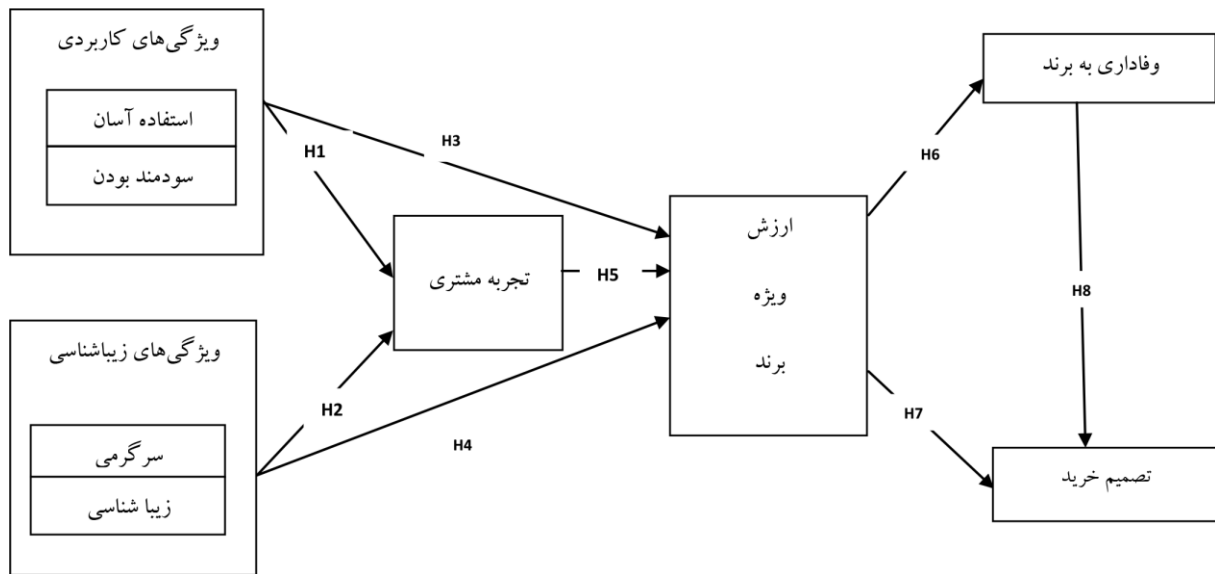 ویژگی‌های کاربردی
استفاده آسان
سودمند بودن
H1
H3
تجربه مشتری
H5
ویژگی‌های زیباشناسی
سرگرمی
زیبا شناسی
H2
H4
ارزش
ویژه
برند
H6
H7
وفاداری به برند
H8
تصمیم خرید